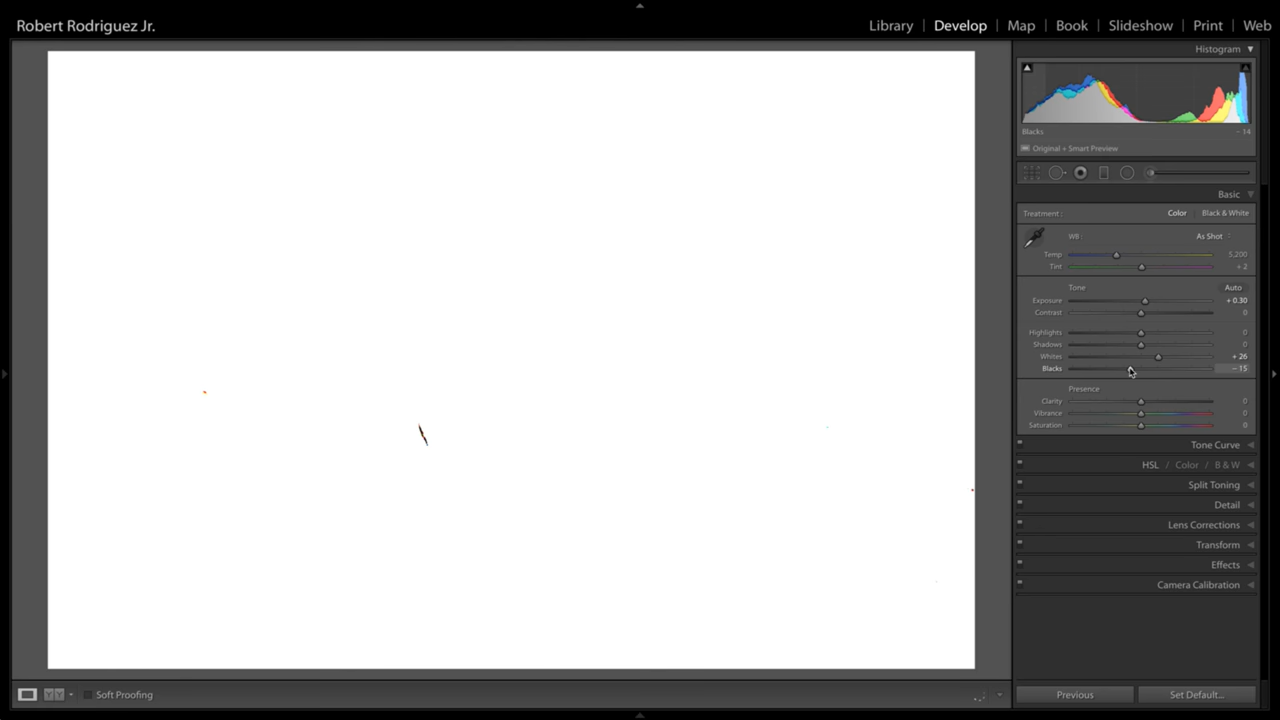 Robert Rodriguez Jr.
Library | Develop | Map | Book | Slideshow | Print | Web
Histogram
Blacks - 14
Original + Smart Preview
Basic
Treatment : Color Black & White
WB : As Shot
Temp 5,200
Tint + 2
Tone Auto
Exposure + 0.30
Contrast 0
Highlights 0
Shadows 0
Whites + 26
Blacks - 15
Presence
Clarity 0
Vibrance 0
Saturation 0
Tone Curve
HSL / Color / B & W
Split Toning
Detail
Lens Corrections
Transform
Effects
Camera Calibration
YY Soft Proofing
Previous Set Default...